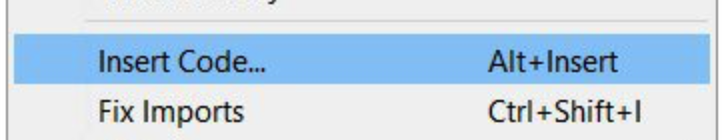 Insert Code... Alt+Insert
Fix Imports Ctrl+Shift+I